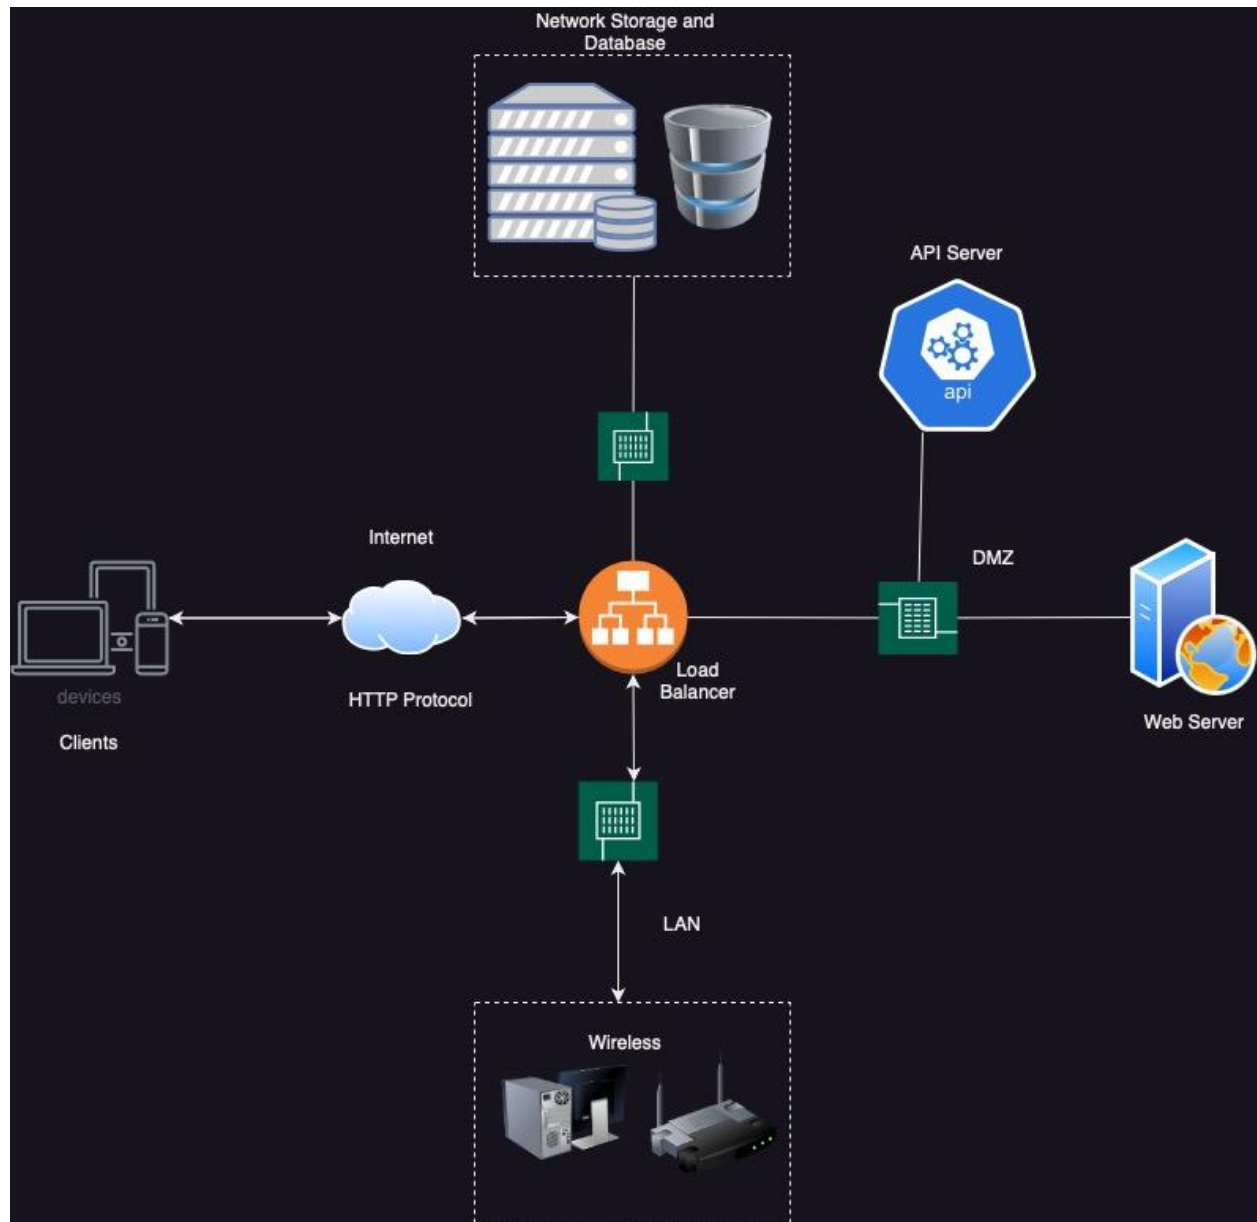 Network Storage and
Database
API Server
api
Internet
DMZ
Load
Balancer
devices
HTTP Protocol
Clients
Web Server
LAN
Wireless